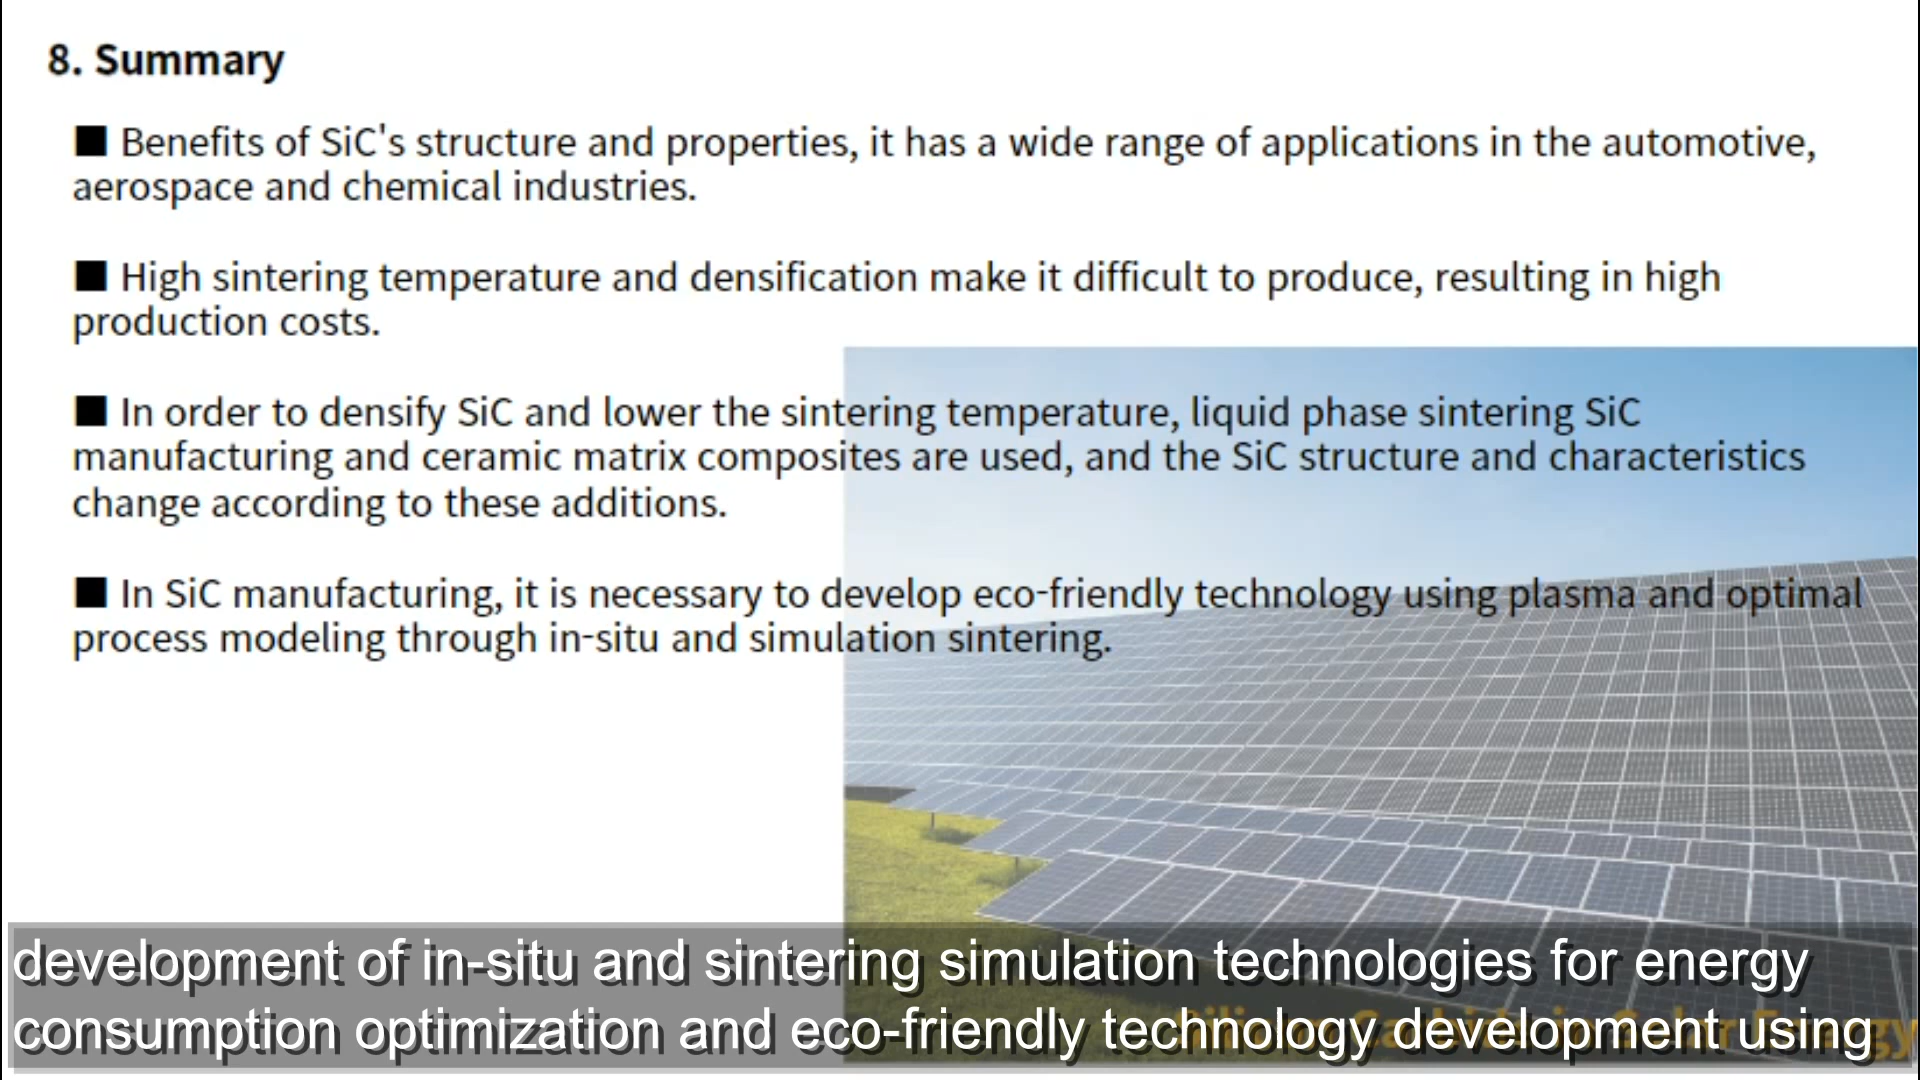 8. Summary
■ Benefits of SiC's structure and properties, it has a wide range of applications in the automotive,
aerospace and chemical industries.
■ High sintering temperature and densification make it difficult to produce, resulting in high
production costs.
■ In order to densify SiC and lower the sintering temperature, liquid phase sintering SiC
manufacturing and ceramic matrix composites are used, and the SiC structure and characteristics
change according to these additions.
■ In SiC manufacturing, it is necessary to develop eco-friendly technology using plasma and optimal
process modeling through in-situ and simulation sintering.
development of in-situ and sintering simulation technologies for energy
consumption optimization and eco-friendly technology development using